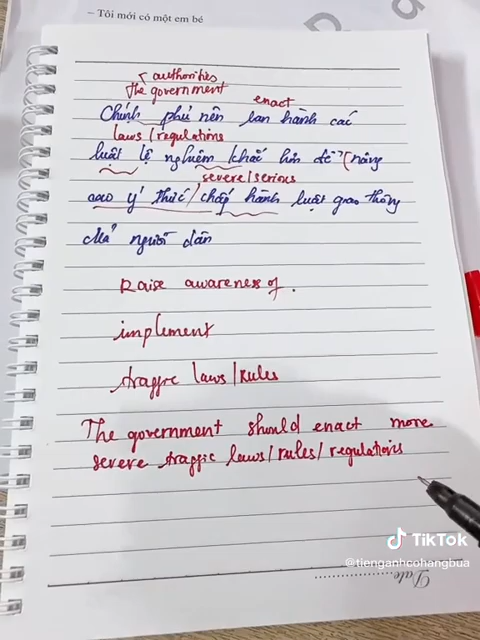 – Tôi mới có một em bé
authorities
The government
enact
Chính phủ nên ban hành các
laws/regulations
luật lệ nghiêm khắc hơn để (nâng
severe/serious
cao ý thức/chấp hành luật giao thông
của người dân
Raise awareness of.
implement
traffic laws/rules
The government should enact more
severe traffic laws/rules/regulations
TikTok
@tienganhcohangbua
Date